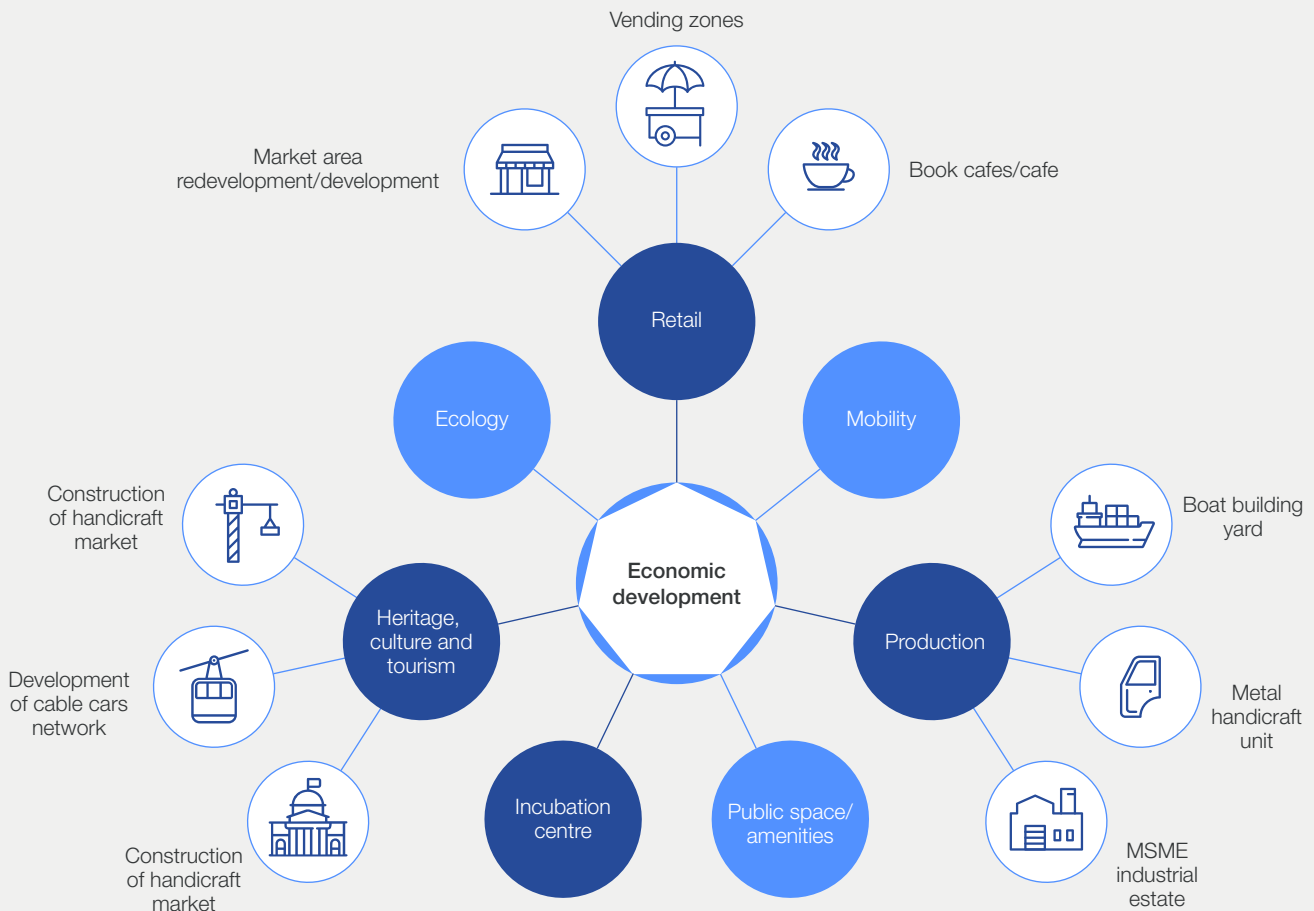 Vending zones
Market area
redevelopment/development
Book cafes/cafe
Retail
Ecology
Mobility
Construction
of handicraft
market
Boat building
yard
Economic
development
Heritage,
culture and
tourism
Production
Development
of cable cars
network
Metal
handicraft
unit
Incubation
centre
Public space/
amenities
Construction
of handicraft
market
MSME
industrial
estate